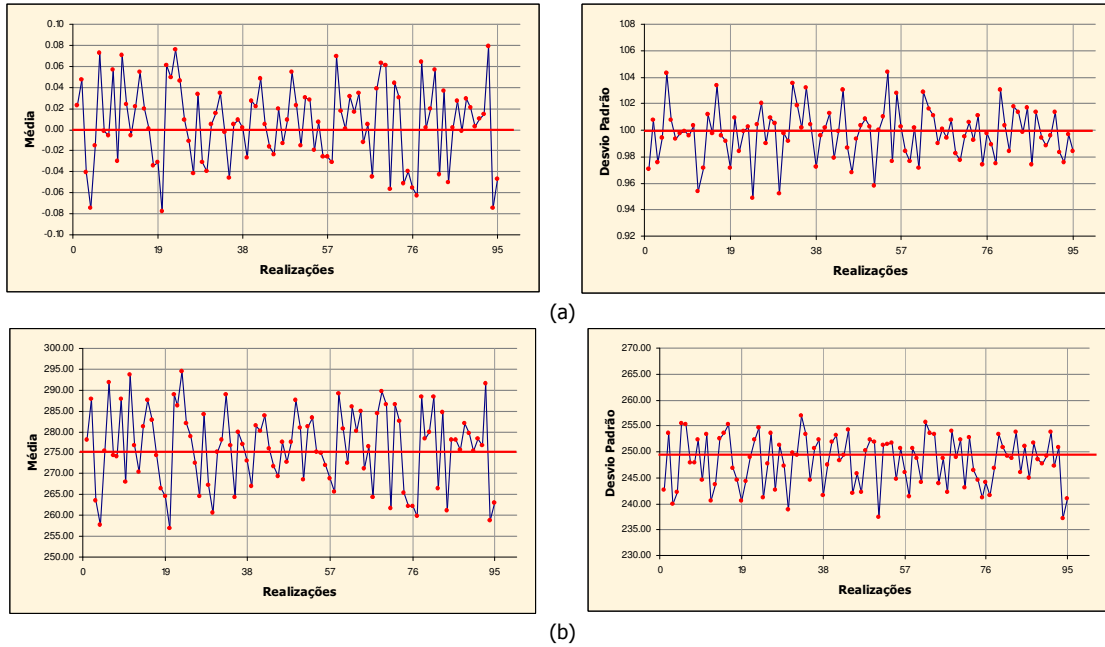 0.10
0.08
0.06
0.04
0.02
0.00
-0.02
-0.04
-0.06
-0.08
-0.10
Média
0 19 38 57 76 95
Realizações
1.08
1.06
1.04
1.02
1.00
0.98
0.96
0.94
0.92
Desvio Padrão
0 19 38 57 76 95
Realizações
(a)
300.00
295.00
290.00
285.00
280.00
275.00
270.00
265.00
260.00
255.00
250.00
Média
0 19 38 57 76 95
Realizações
270.00
265.00
260.00
255.00
250.00
245.00
240.00
235.00
230.00
Desvio Padrão
0 19 38 57 76 95
Realizações
(b)